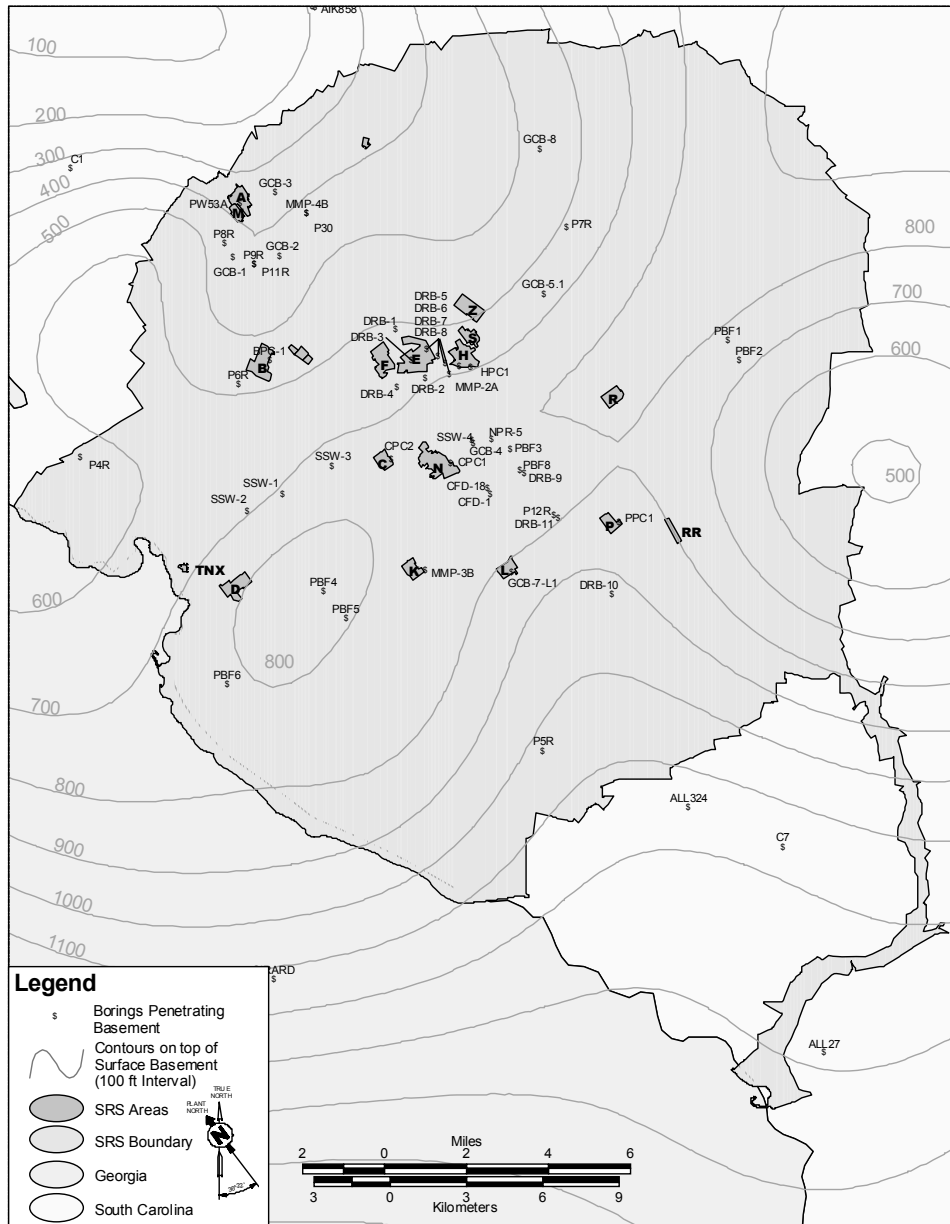 AIK858
100
200
300
400
500
C1
GCB-8
GCB-3
A
PW53A
MMP-4B
M
P30
P7R
800
P8R
GCB-2
P9R
GCB-1
P11R
GCB-5.1
700
DRB-5
DRB-6
DRB-7
DRB-8
DRB-1
DRB-3
Z
S
PBF1
600
PBF2
B
F
E
H
HPC1
P6R
DRB-4
DRB-2
MMP-2A
R
SSW-4
NPR-5
CPC2
GCB-4
PBF3
P4R
SSW-3
C
N
CPC1
PBF8
DRB-9
500
SSW-1
CFD-18
SSW-2
CFD-1
P12R
DRB-11
P
PPC1
RR
TNX
K
MMP-3B
L
GCB-7-L1
DRB-10
D
PBF4
600
PBF5
800
PBF6
700
P5R
800
ALL324
C7
900
1000
1100
RARD
ALL27
Legend
$ Borings Penetrating
Basement
Contours on top of
Surface Basement
(100 ft Interval)
SRS Areas
SRS Boundary
Georgia
South Carolina
TRUE
NORTH
PLANT
NORTH
N
Miles
2 0 2 4 6
3 0 3 6 9
Kilometers